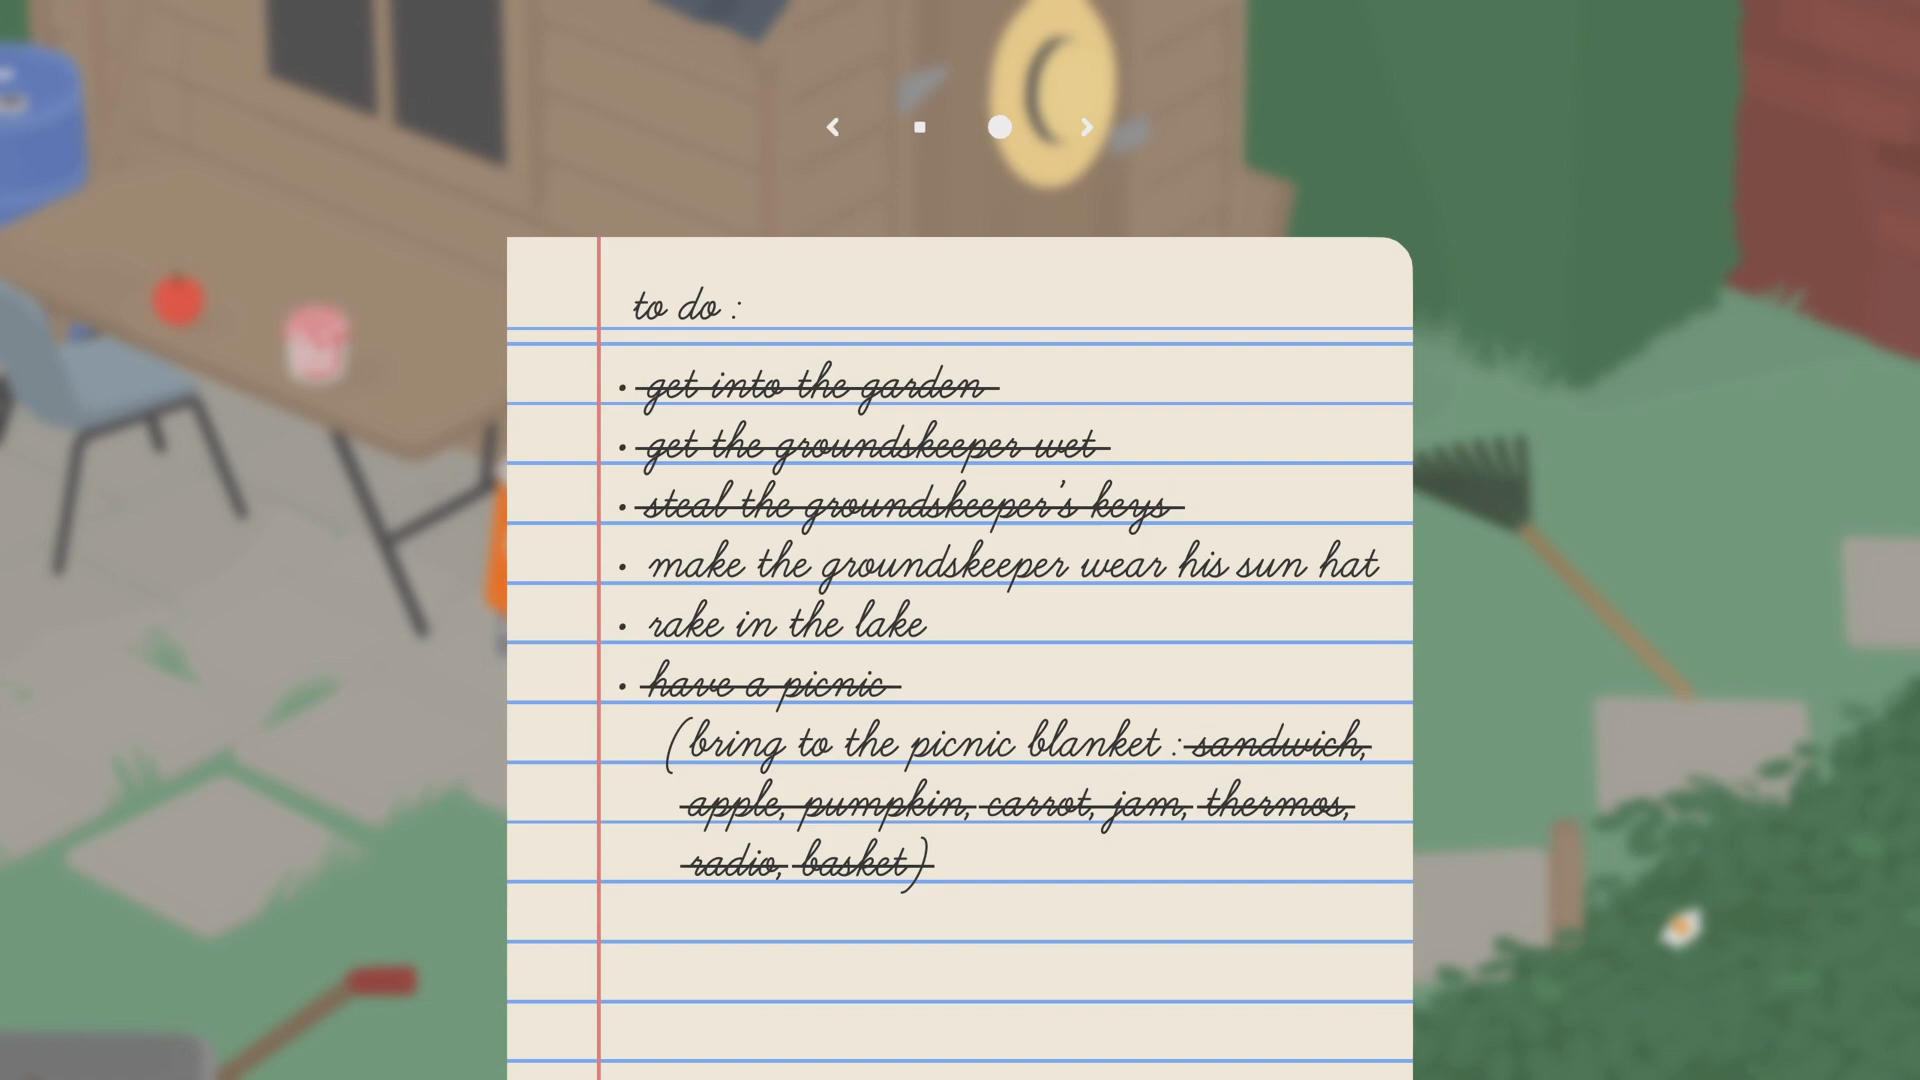 to do :
• get into the garden
• get the groundskeeper wet
• steal the groundskeeper's keys
• make the groundskeeper wear his sun hat
• rake in the lake
• have a picnic
(bring to the picnic blanket : sandwich,
apple, pumpkin, carrot, jam, thermos,
radio, basket)